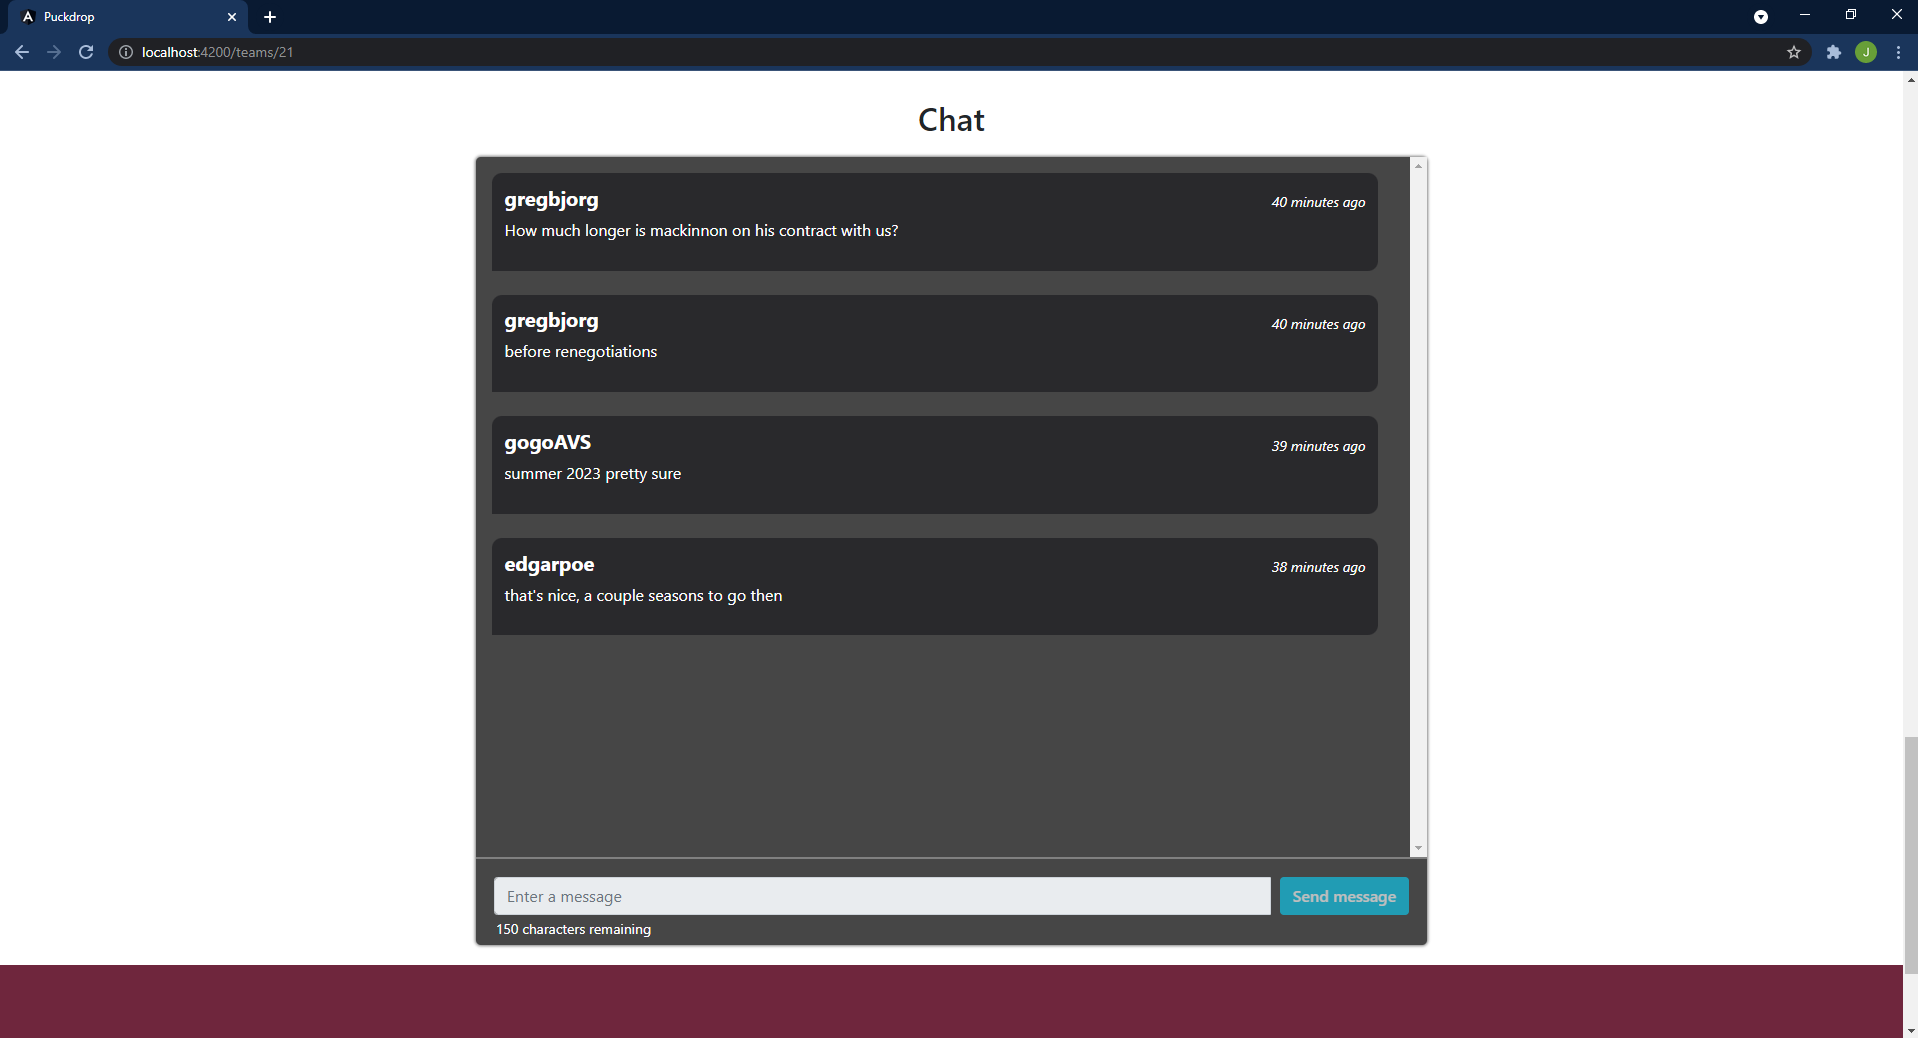 Puckdrop
localhost:4200/teams/21
J
Chat
gregbjorg
40 minutes ago
How much longer is mackinnon on his contract with us?
gregbjorg
40 minutes ago
before renegotiations
gogoAVS
39 minutes ago
summer 2023 pretty sure
edgarpoe
38 minutes ago
that's nice, a couple seasons to go then
Enter a message
Send message
150 characters remaining